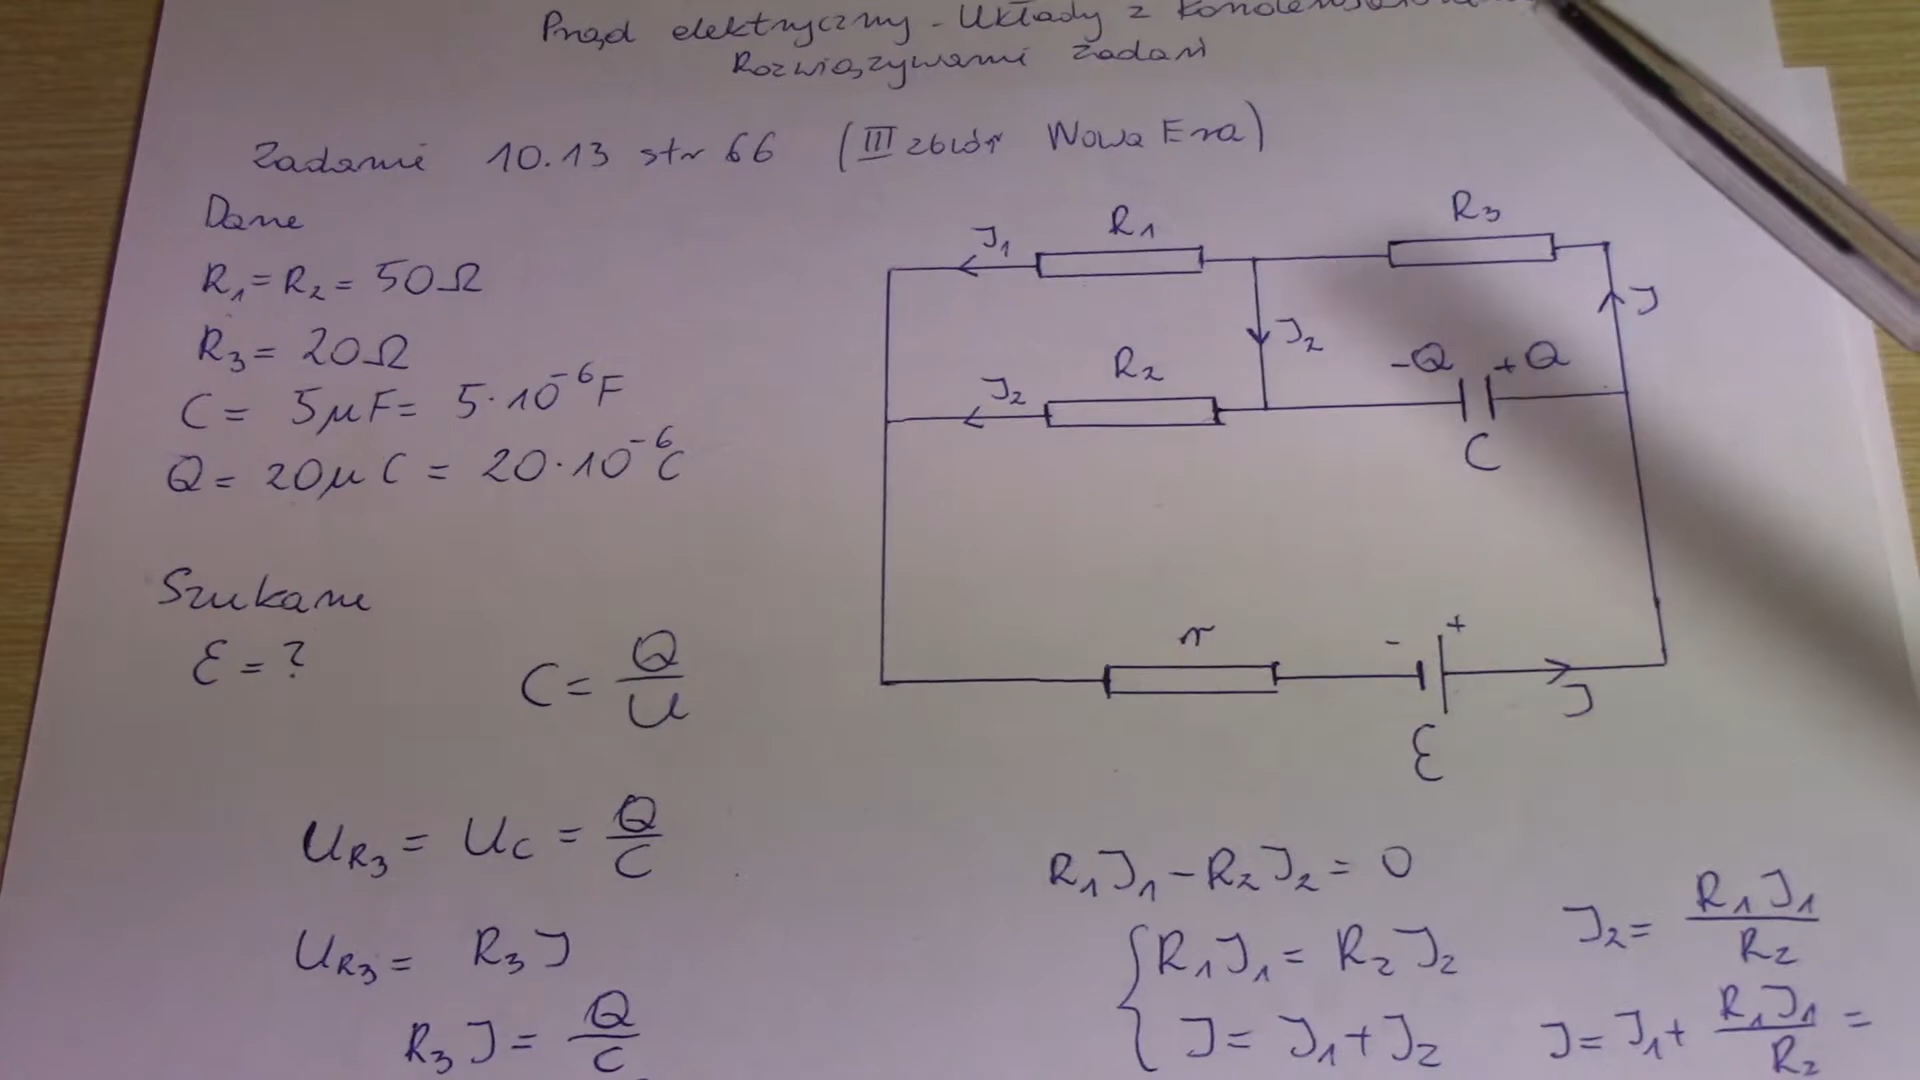 Prąd elektryczny - Układy z
Rozwiązywanie zadań
Zadanie 10.13 str 66 (III zbiór Nowa Era)
Dane
R₁=R₂= 50Ω
R₃= 20Ω
C= 5μF= 5·10⁻⁶F
Q= 20μC = 20·10⁻⁶C
Szukane
ε=?
C= Q/U
U_R₃ = U_C = Q/C
U_R₃ = R₃J
R₃J = Q/C
J₁
R₁
R₃
J
J₂
J₂
R₂
-Q
+Q
C
r
-
+
J
ε
R₁J₁-R₂J₂=0
R₁J₁= R₂J₂
J= J₁+J₂
J₂= R₁J₁/R₂
J= J₁+ R₁J₁/R₂ =